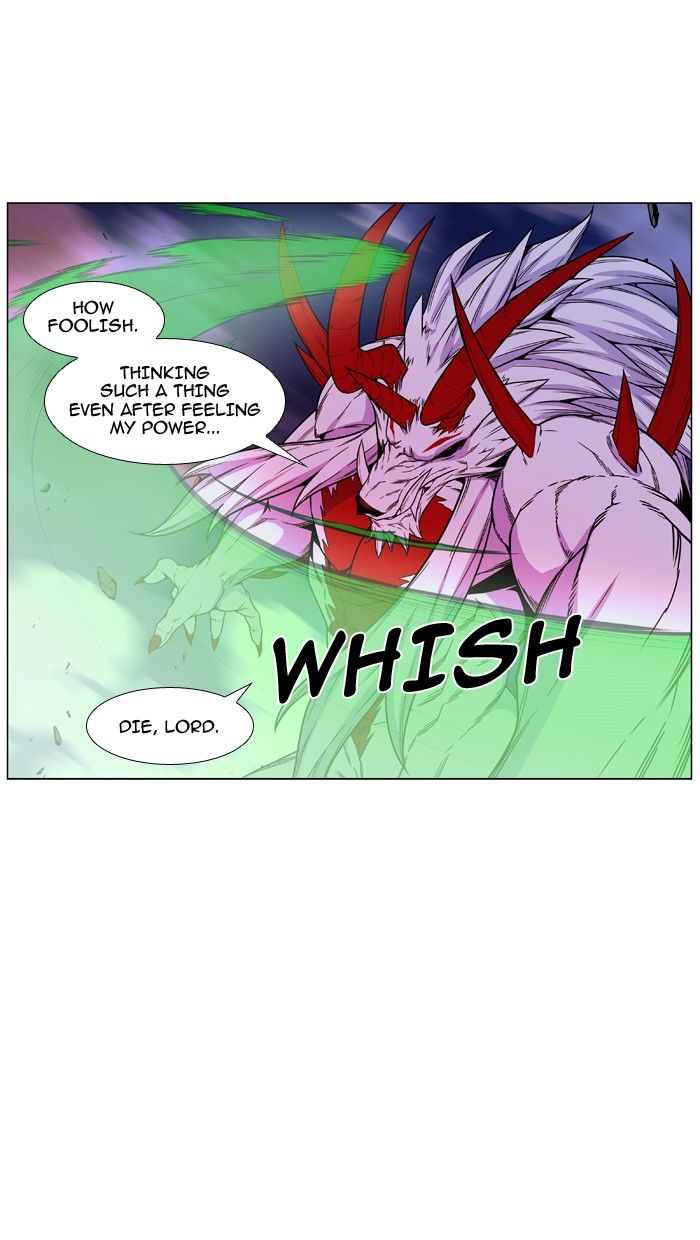 HOW
FOOLISH.
THINKING
SUCH A THING
EVEN AFTER FEELING
MY POWER...
WHISH
DIE, LORD.